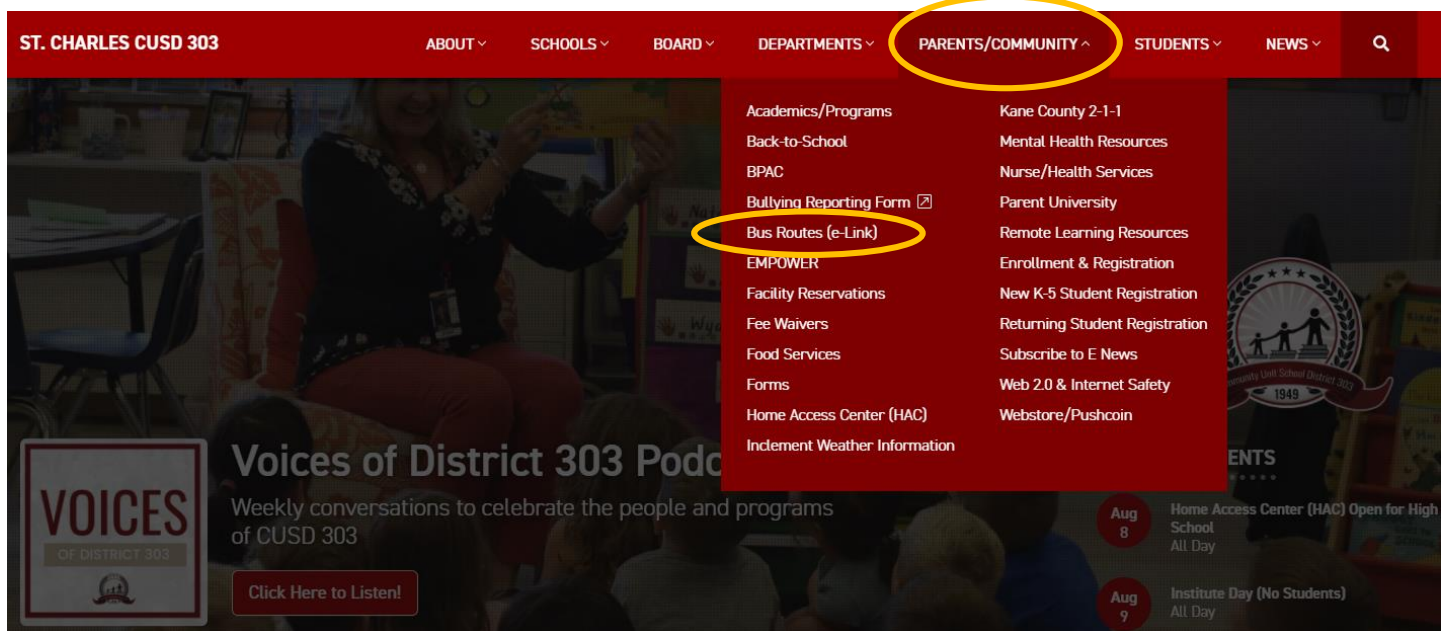 ST. CHARLES CUSD 303
ABOUT
SCHOOLS
BOARD
DEPARTMENTS
PARENTS/COMMUNITY
STUDENTS
NEWS
Academics/Programs
Back-to-School
BPAC
Bullying Reporting Form
Bus Routes (e-Link)
EMPOWER
Facility Reservations
Fee Waivers
Food Services
Forms
Home Access Center (HAC)
Inclement Weather Information
Kane County 2-1-1
Mental Health Resources
Nurse/Health Services
Parent University
Remote Learning Resources
Enrollment & Registration
New K-5 Student Registration
Returning Student Registration
Subscribe to E News
Web 2.0 & Internet Safety
Webstore/Pushcoin
Unit School District 303
1949
VOICES
OF DISTRICT 303
Voices of District 303 Podc
Weekly conversations to celebrate the people and programs
of CUSD 303
Click Here to Listen!
ENTS
Aug
8
Home Access Center (HAC) Open for High
School
All Day
Aug
9
Institute Day (No Students)
All Day